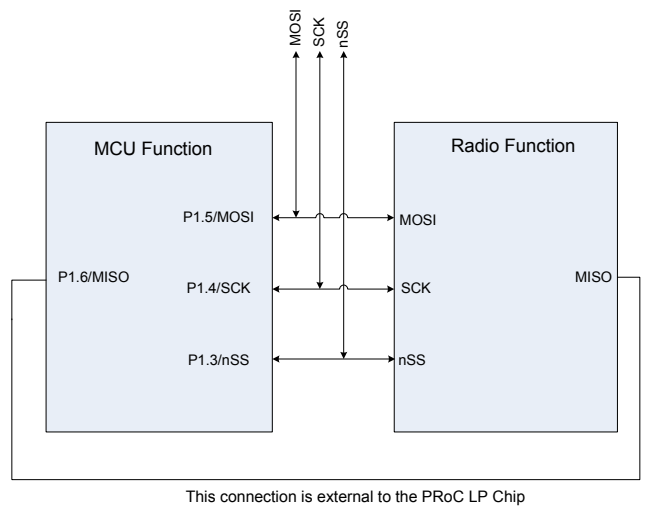 MOSI
SCK
nSS
MCU Function
Radio Function
P1.5/MOSI
MOSI
P1.6/MISO
P1.4/SCK
SCK
MISO
P1.3/nSS
nSS
This connection is external to the PRoC LP Chip